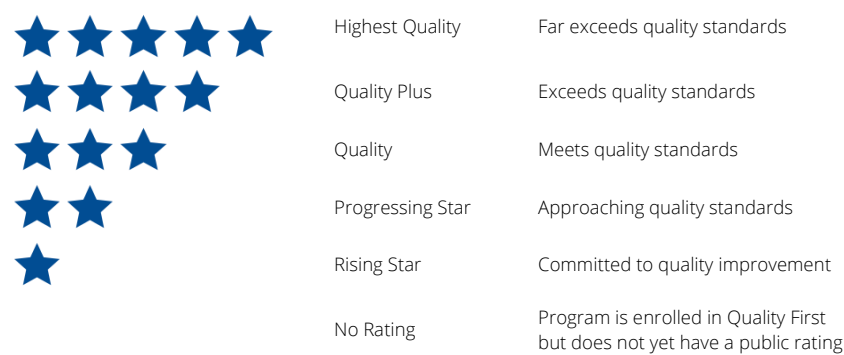 Highest Quality Far exceeds quality standards
Quality Plus Exceeds quality standards
Quality Meets quality standards
Progressing Star Approaching quality standards
Rising Star Committed to quality improvement
No Rating Program is enrolled in Quality First
but does not yet have a public rating